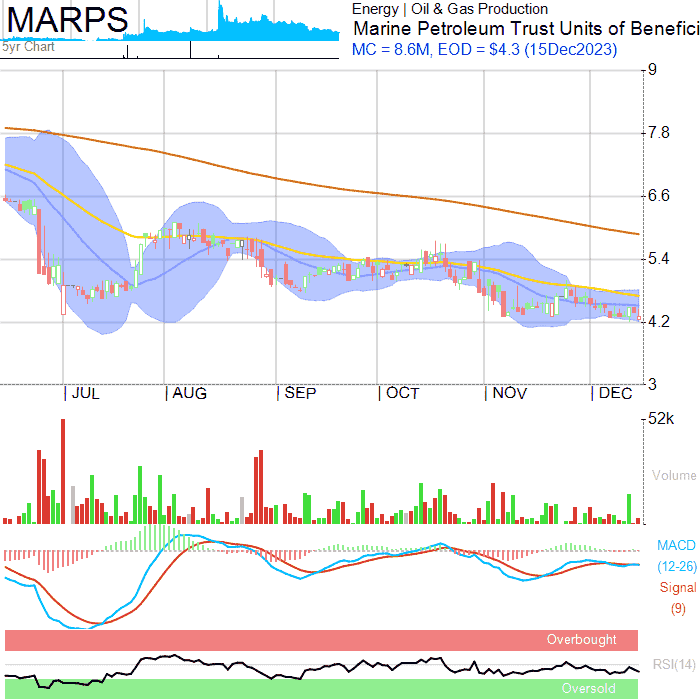 MARPS
5yr Chart
Energy | Oil & Gas Production
Marine Petroleum Trust Units of Benefici
MC = 8.6M, EOD = $4.3 (15Dec2023)
9
7.8
6.6
5.4
4.2
3
JUL AUG SEP OCT NOV DEC
52k
Volume
MACD
(12-26)
Signal
(9)
Overbought
RSI(14)
Oversold